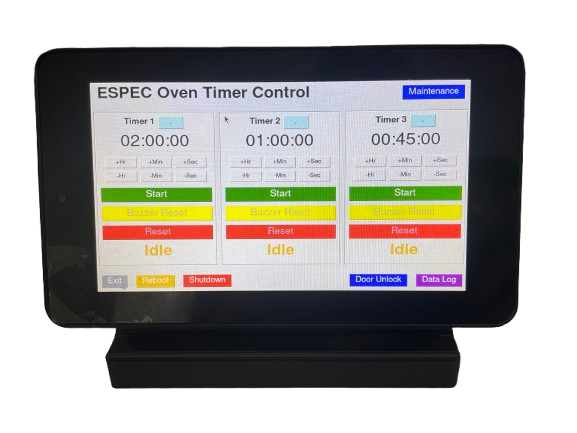 ESPEC Oven Timer Control
Maintenance
Timer 1
02:00:00
+Hr +Min +Sec
-Hr -Min -Sec
Start
Buzzer Reset
Reset
Idle
Timer 2
01:00:00
+Hr +Min +Sec
-Hr -Min -Sec
Start
Buzzer Reset
Reset
Idle
Timer 3
00:45:00
+Hr +Min +Sec
-Hr -Min -Sec
Start
Buzzer Reset
Reset
Idle
Exit Reboot Shutdown Door Unlock Data Log